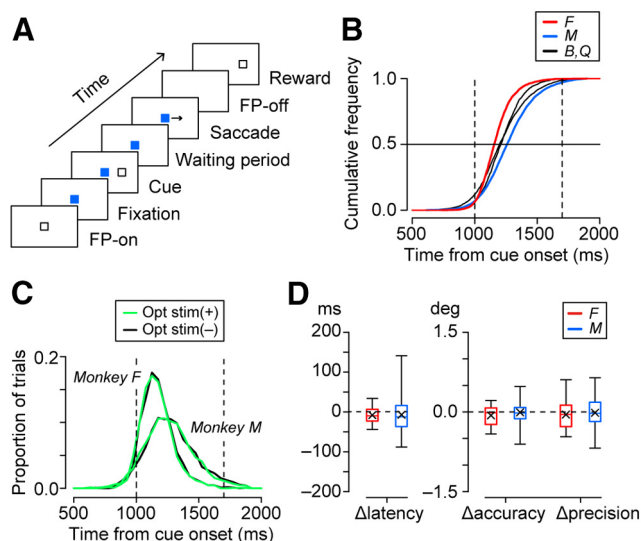 A
Time
Reward
FP-off
Saccade
Waiting period
Cue
Fixation
FP-on
B
F
M
B,Q
Cumulative frequency
1.0
0.5
0.0
500 1000 1500 2000
Time from cue onset (ms)
C
Opt stim(+)
Opt stim(–)
Proportion of trials
0.2
0.0
Monkey F
Monkey M
500 1000 1500 2000
Time from cue onset (ms)
D
F
M
ms
200
100
0
–100
–200
Δlatency
deg
1.5
0.0
–1.5
Δaccuracy Δprecision